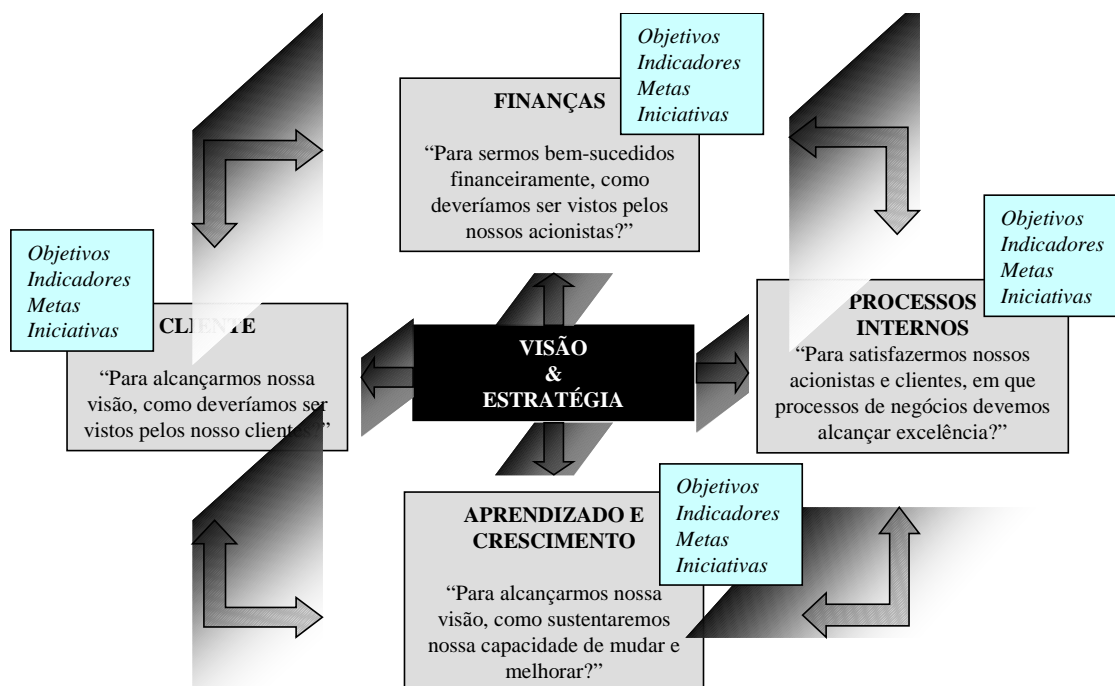 Objetivos
Indicadores
Metas
Iniciativas
FINANÇAS
“Para sermos bem-sucedidos
financeiramente, como
deveríamos ser vistos pelos
nossos acionistas?”
Objetivos
Indicadores
Metas
Iniciativas
CLIENTE
“Para alcançarmos nossa
visão, como deveríamos ser
vistos pelos nosso clientes?”
VISÃO
&
ESTRATÉGIA
Objetivos
Indicadores
Metas
Iniciativas
PROCESSOS
INTERNOS
“Para satisfazermos nossos
acionistas e clientes, em que
processos de negócios devemos
alcançar excelência?”
Objetivos
Indicadores
Metas
Iniciativas
APRENDIZADO E
CRESCIMENTO
“Para alcançarmos nossa
visão, como sustentaremos
nossa capacidade de mudar e
melhorar?”